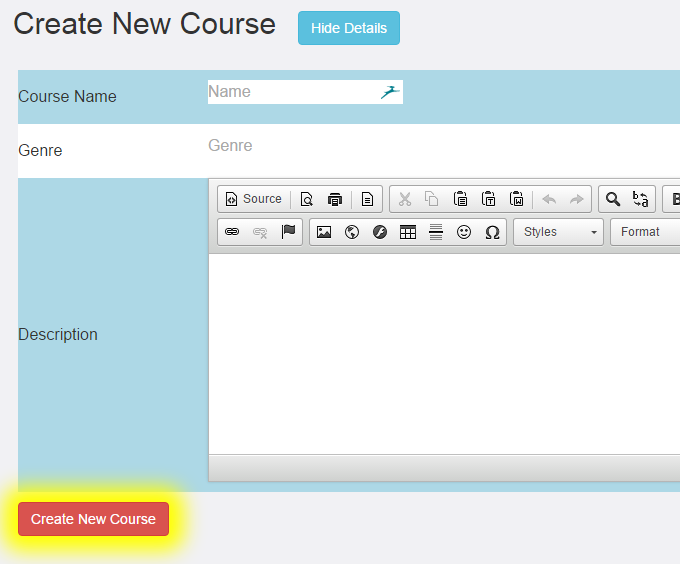 Create New Course Hide Details
Course Name Name
Genre Genre
Source B
Styles Format
Description
Create New Course